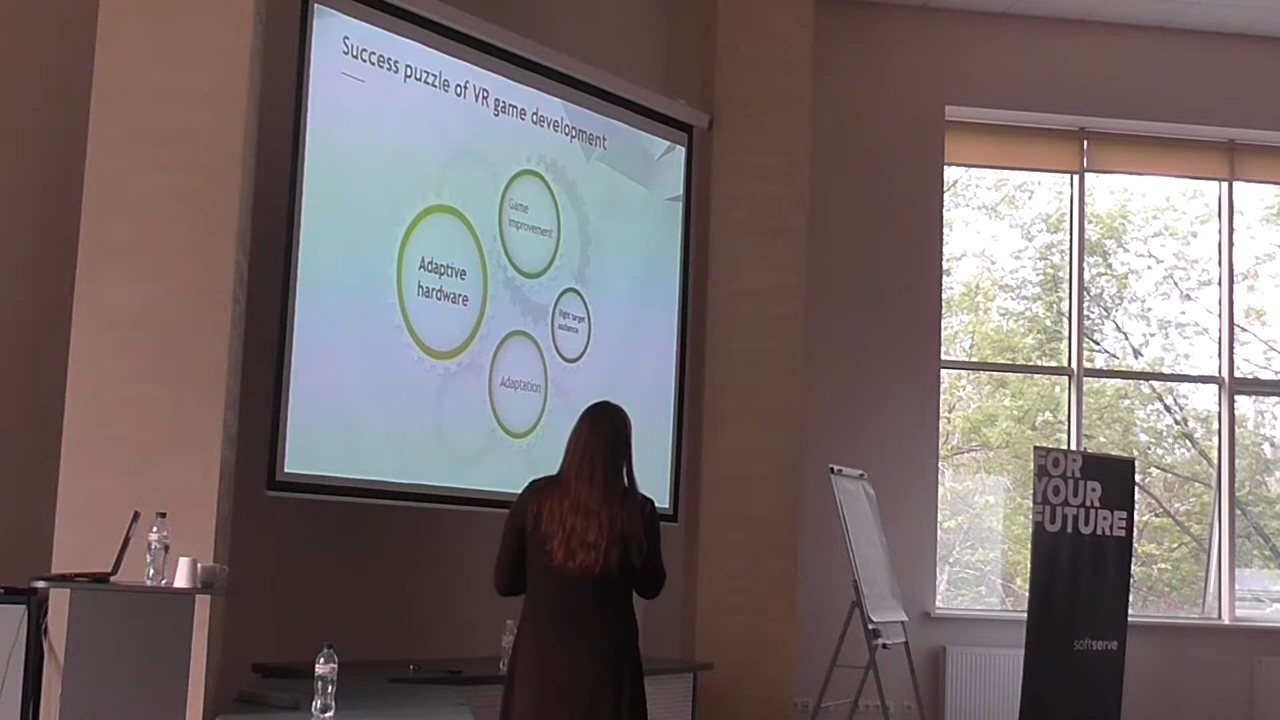 Success puzzle of VR game development
Game
improvement
Adaptive
hardware
Right target
audience
Adaptation
FOR
YOUR
FUTURE
softserve